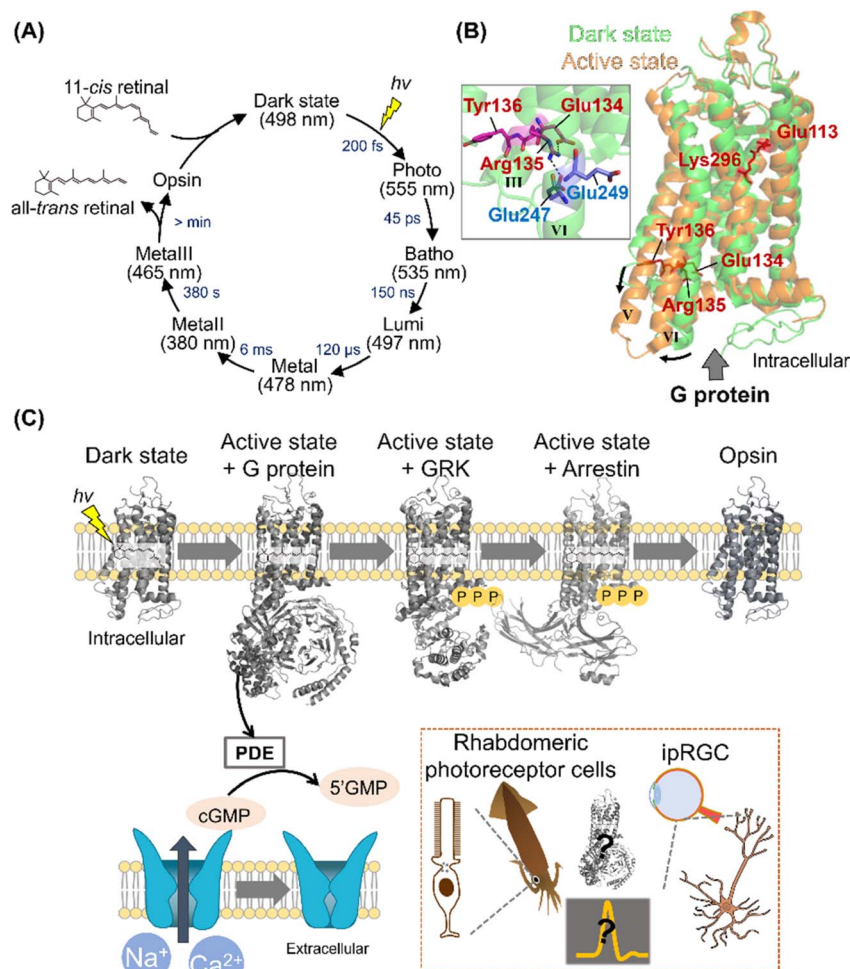 (A)
11-cis retinal
Dark state
(498 nm)
hν
200 fs
Photo
(555 nm)
45 ps
Batho
(535 nm)
150 ns
Lumi
(497 nm)
120 μs
MetaI
(478 nm)
6 ms
MetaII
(380 nm)
380 s
MetaIII
(465 nm)
> min
Opsin
all-trans retinal
(B)
Dark state
Active state
Tyr136
Glu134
Arg135
III
Glu249
Glu247
VI
Glu113
Lys296
Tyr136
Glu134
Arg135
V
VI
Intracellular
G protein
(C)
Dark state
hν
Intracellular
Active state
+ G protein
Active state
+ GRK
P P P
Active state
+ Arrestin
P P P
Opsin
PDE
cGMP
5'GMP
Na+
Ca2+
Extracellular
Rhabdomeric
photoreceptor cells
?
?
ipRGC